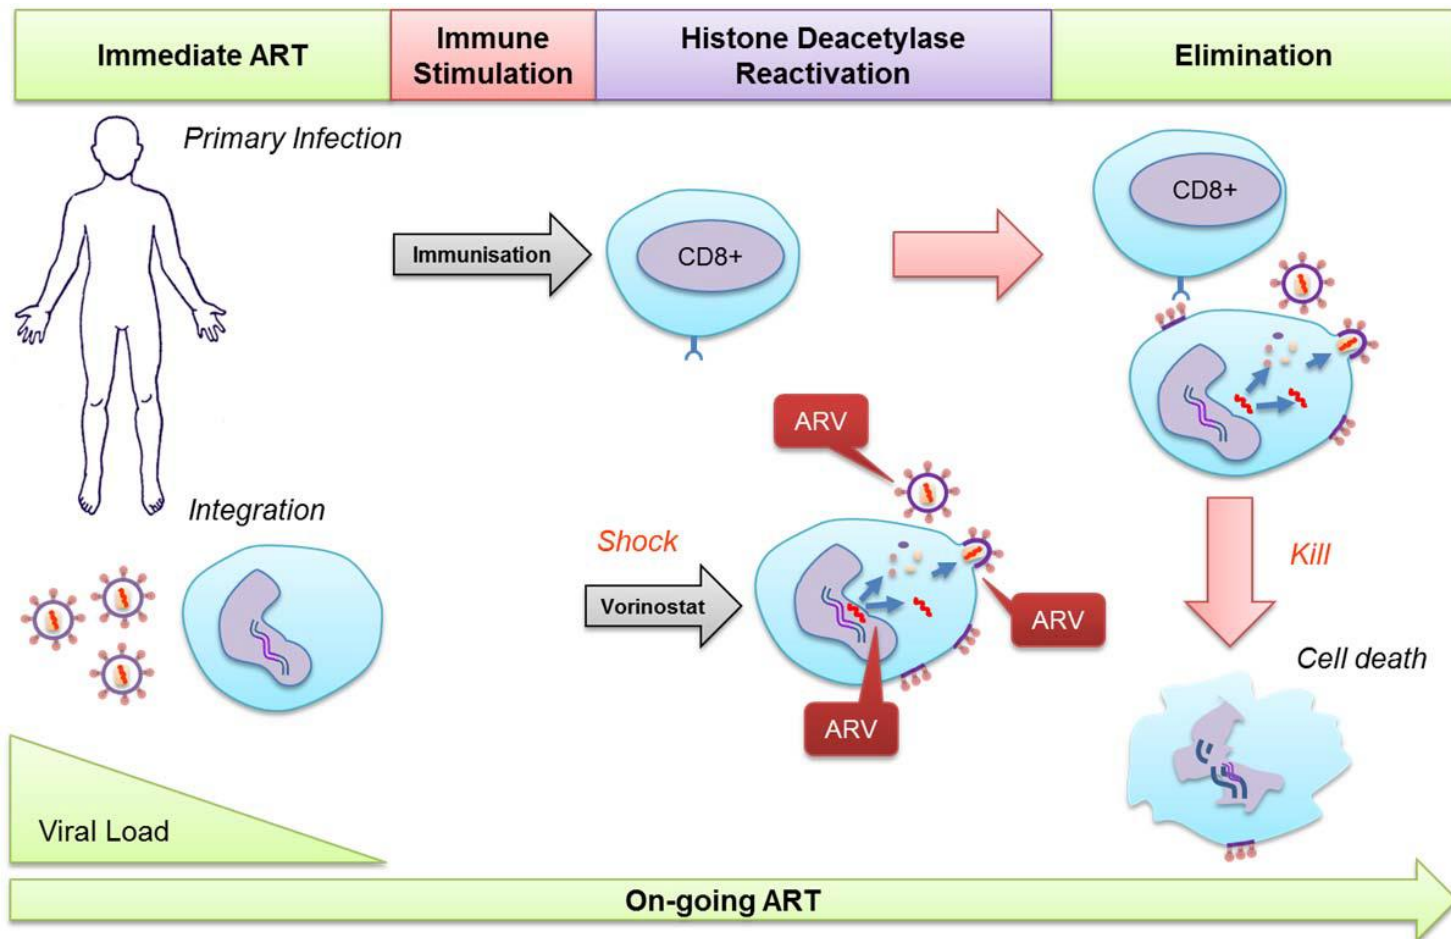 Immediate ART
Immune
Stimulation
Histone Deacetylase
Reactivation
Elimination
Primary Infection
Immunisation
CD8+
CD8+
ARV
Integration
Shock
Vorinostat
ARV
ARV
Kill
Cell death
Viral Load
On-going ART